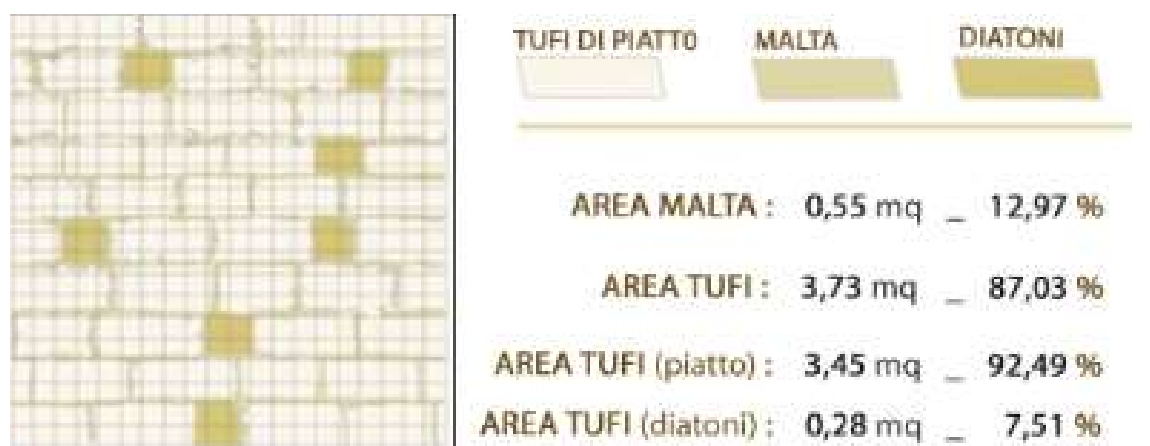 TUFI DI PIATTO MALTA DIATONI
AREA MALTA : 0,55 mq _ 12,97 %
AREA TUFI : 3,73 mq _ 87,03 %
AREA TUFI (piatto) : 3,45 mq _ 92,49 %
AREA TUFI (diatoni) : 0,28 mq _ 7,51 %